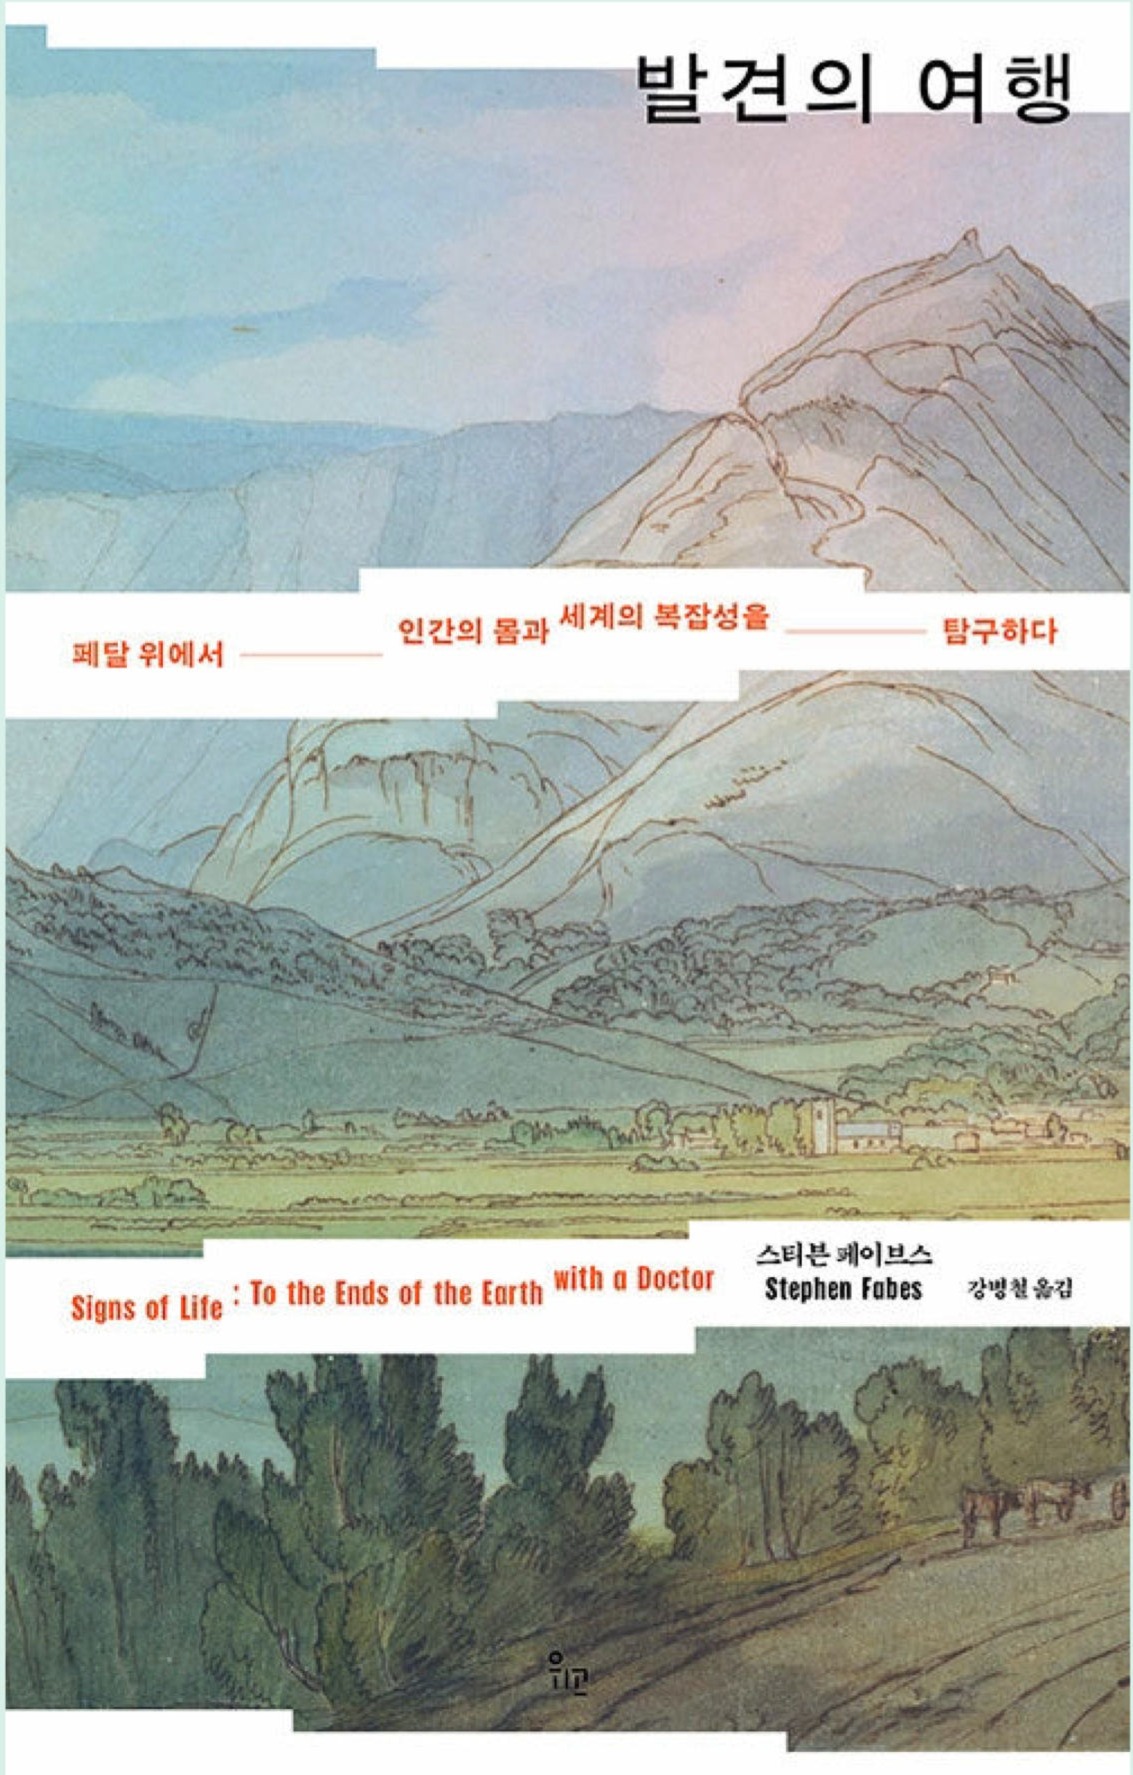 발견의 여행
페달 위에서 인간의 몸과 세계의 복잡성을 탐구하다
Signs of Life : To the Ends of the Earth with a Doctor
스티븐 페이브스
Stephen Fabes
강병철 옮김